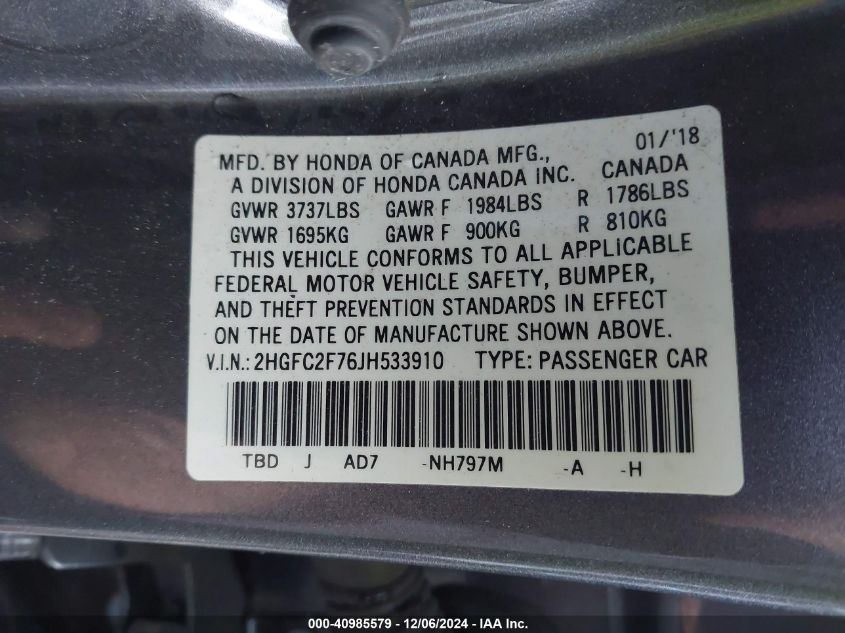 01/'18
MFD. BY HONDA OF CANADA MFG.,
A DIVISION OF HONDA CANADA INC. CANADA
GVWR 3737LBS GAWR F 1984LBS R 1786LBS
GVWR 1695KG GAWR F 900KG R 810KG
THIS VEHICLE CONFORMS TO ALL APPLICABLE
FEDERAL MOTOR VEHICLE SAFETY, BUMPER,
AND THEFT PREVENTION STANDARDS IN EFFECT
ON THE DATE OF MANUFACTURE SHOWN ABOVE.
V.I.N.: 2HGFC2F76JH533910 TYPE: PASSENGER CAR
TBD J AD7 -NH797M -A -H
000-40985579 / 12/06/2024 - IAA Inc.